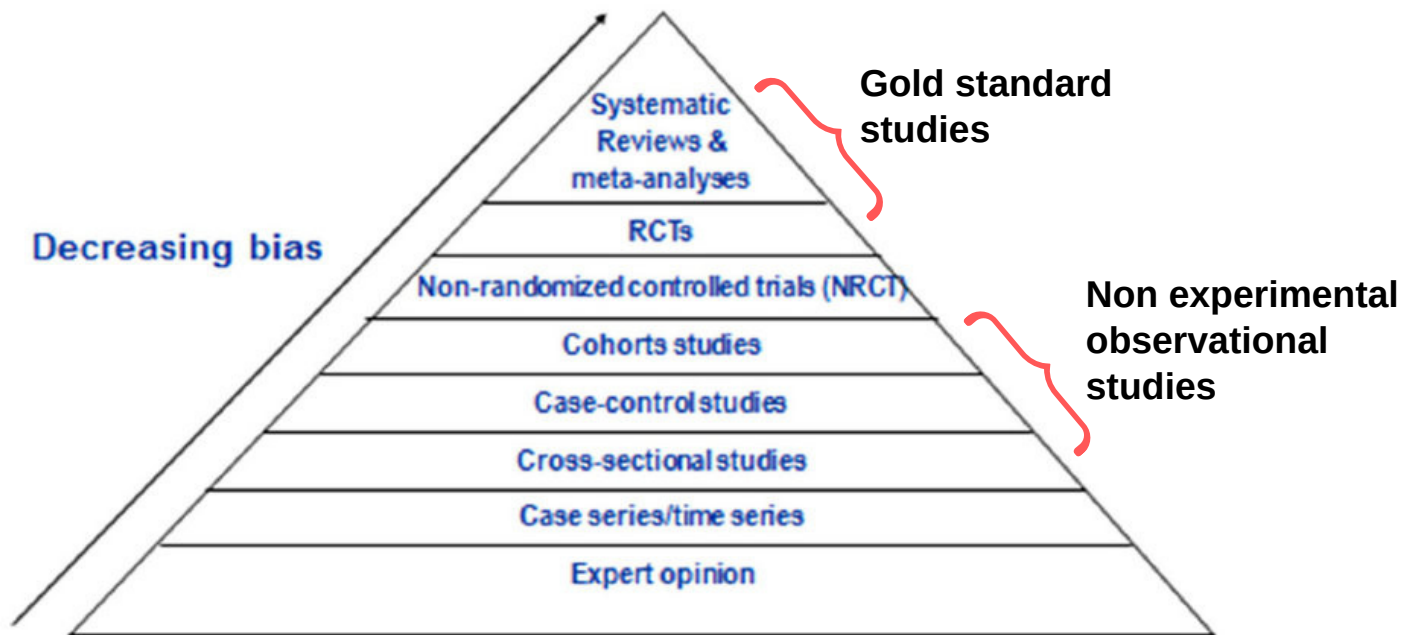 Gold standard
studies
Systematic
Reviews &
meta-analyses
RCTs
Decreasing bias
Non-randomized controlled trials (NRCT)
Non experimental
observational
studies
Cohorts studies
Case-control studies
Cross-sectional studies
Case series/time series
Expert opinion